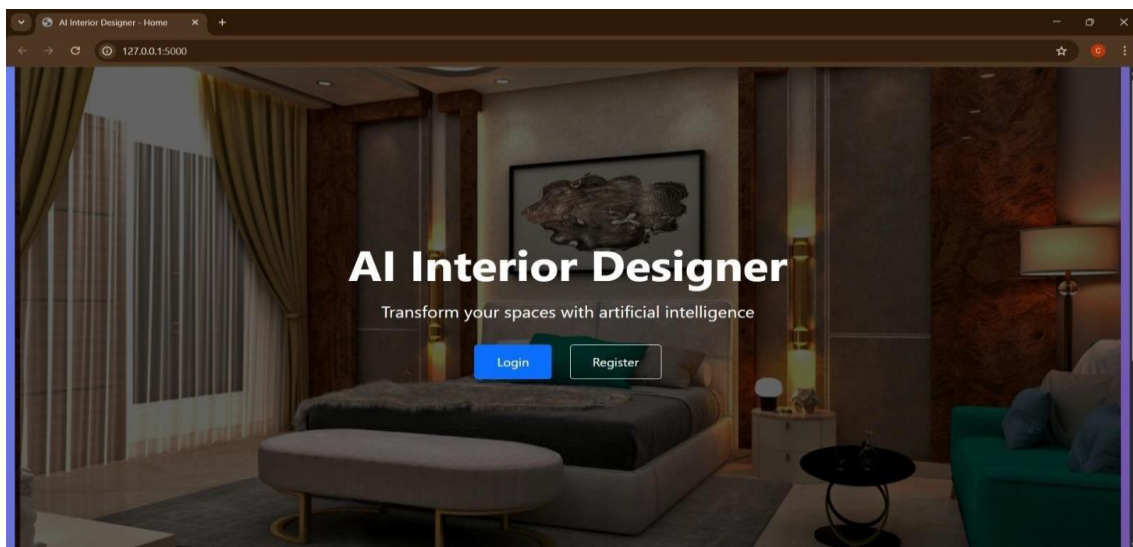 AI Interior Designer - Home
127.0.0.1:5000
C
AI Interior Designer
Transform your spaces with artificial intelligence
Login
Register